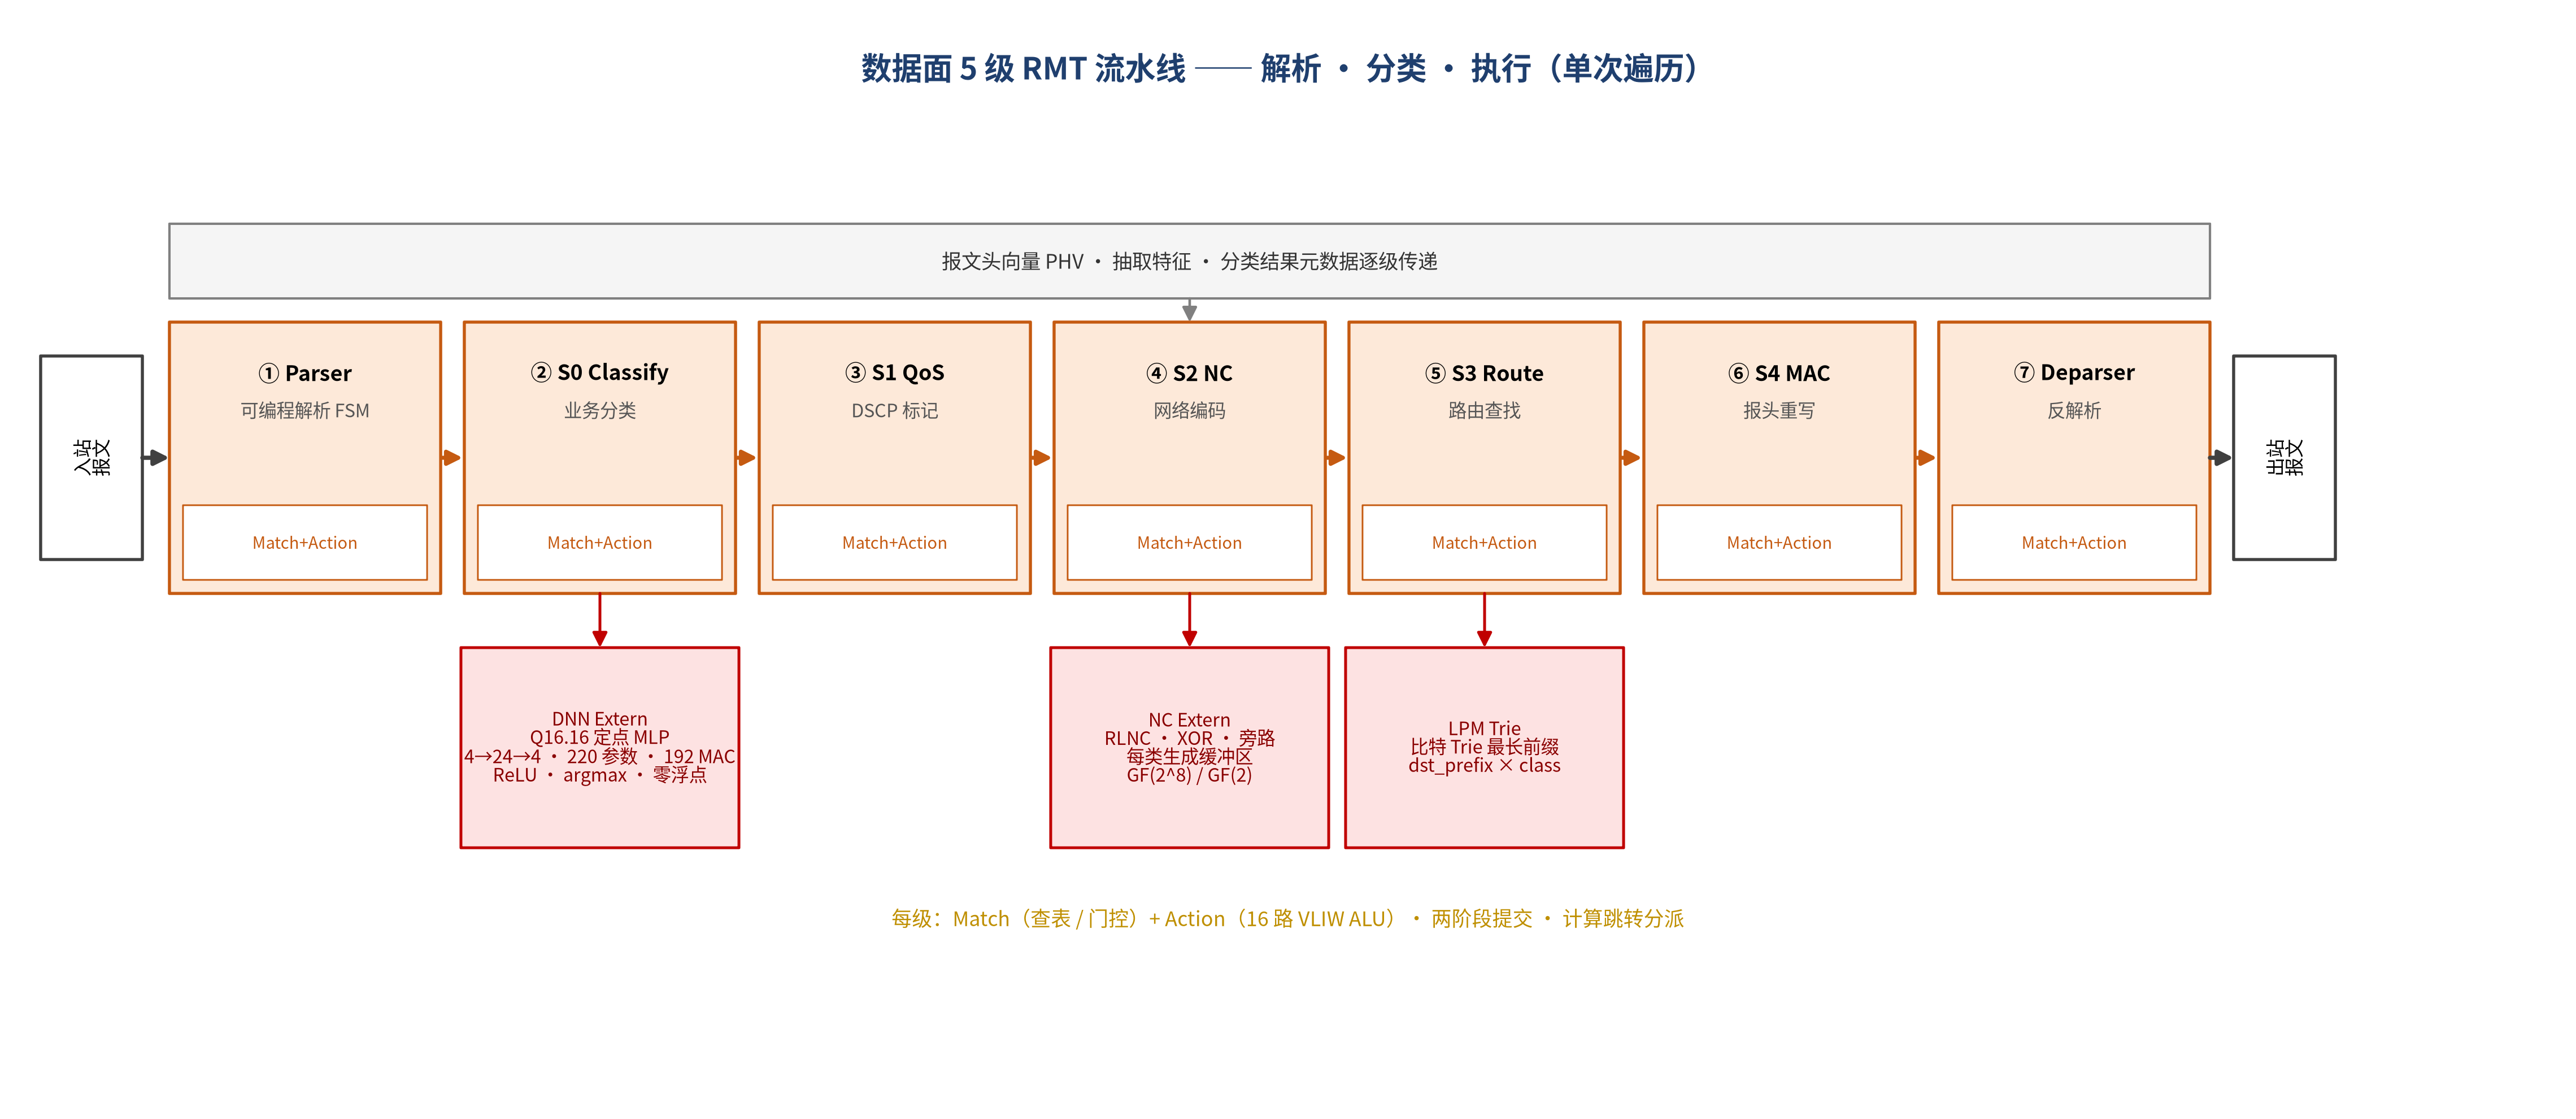 数据面 5 级 RMT 流水线 —— 解析 · 分类 · 执行（单次遍历）
报文头向量 PHV · 抽取特征 · 分类结果元数据逐级传递
入站
报文
① Parser
可编程解析 FSM
Match+Action
② S0 Classify
业务分类
Match+Action
③ S1 QoS
DSCP 标记
Match+Action
④ S2 NC
网络编码
Match+Action
⑤ S3 Route
路由查找
Match+Action
⑥ S4 MAC
报头重写
Match+Action
⑦ Deparser
反解析
Match+Action
出站
报文
DNN Extern
Q16.16 定点 MLP
4→24→4 · 220 参数 · 192 MAC
ReLU · argmax · 零浮点
NC Extern
RLNC · XOR · 旁路
每类生成缓冲区
GF(2^8) / GF(2)
LPM Trie
比特 Trie 最长前缀
dst_prefix × class
每级：Match（查表 / 门控）+ Action（16 路 VLIW ALU） · 两阶段提交 · 计算跳转分派